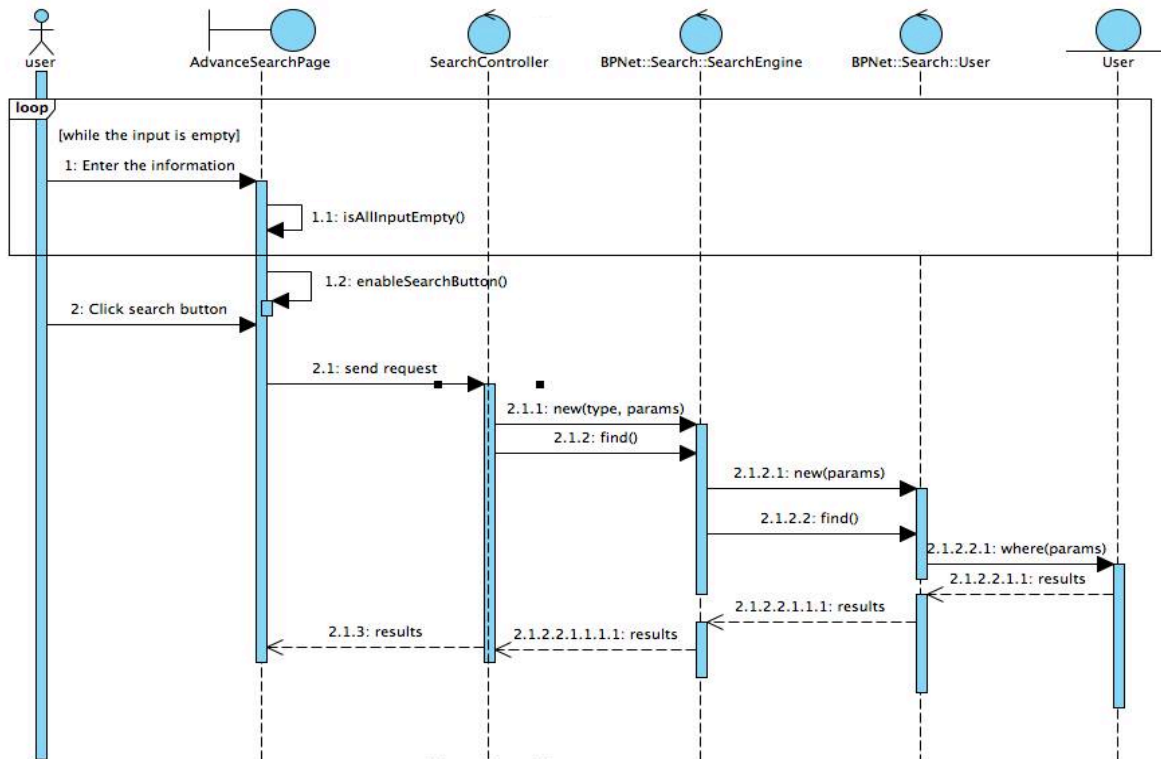 user
AdvanceSearchPage
SearchController
BPNet::Search::SearchEngine
BPNet::Search::User
User
loop
[while the input is empty]
1: Enter the information
1.1: isAllInputEmpty()
1.2: enableSearchButton()
2: Click search button
2.1: send request
2.1.1: new(type, params)
2.1.2: find()
2.1.2.1: new(params)
2.1.2.2: find()
2.1.2.2.1: where(params)
2.1.2.2.1.1: results
2.1.2.2.1.1.1: results
2.1.3: results
2.1.2.2.1.1.1.1: results